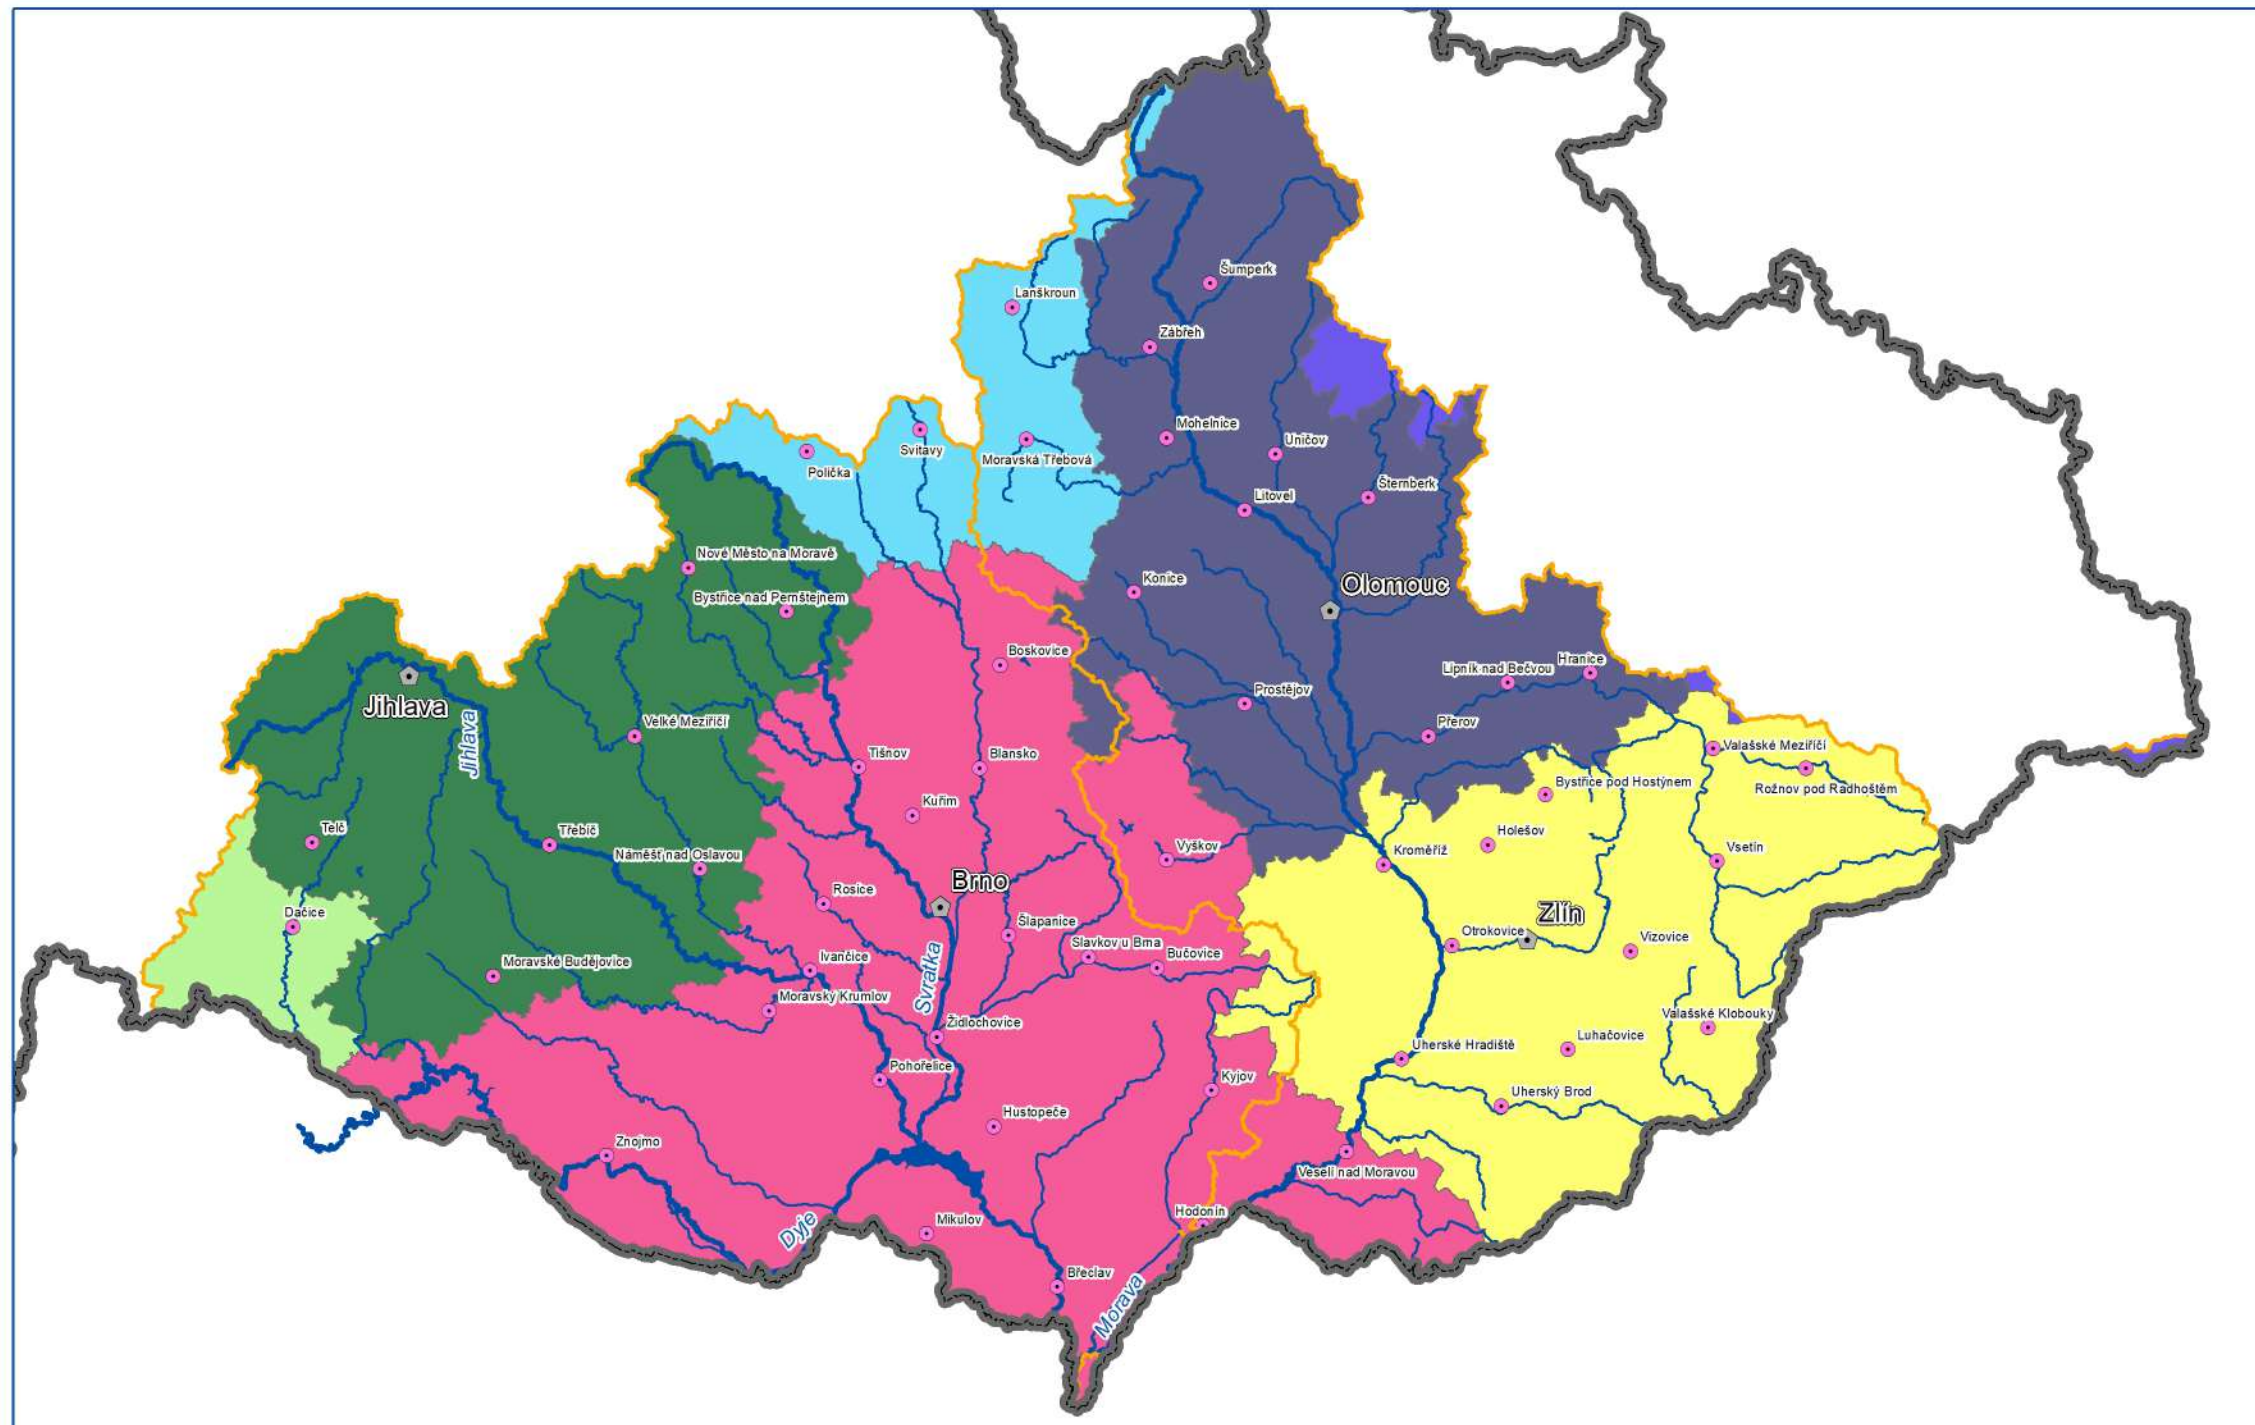 Šumperk
Lanškroun
Zábřeh
Mohelnice
Uničov
Svitavy
Moravská Třebová
Polička
Šternberk
Litovel
Nové Město na Moravě
Konice
Olomouc
Bystřice nad Pernštejnem
Boskovice
Hranice
Lipník nad Bečvou
Prostějov
Jihlava
Jihlava
Velké Meziříčí
Přerov
Valašské Meziříčí
Tišnov
Blansko
Bystřice pod Hostýnem
Rožnov pod Radhoštěm
Kuřim
Telč
Třebíč
Holešov
Náměšť nad Oslavou
Vyškov
Kroměříž
Vsetín
Brno
Rosice
Dačice
Zlín
Šlapanice
Otrokovice
Slavkov u Brna
Vizovice
Moravské Budějovice
Ivančice
Svratka
Bučovice
Moravský Krumlov
Valašské Klobouky
Židlochovice
Luhačovice
Uherské Hradiště
Pohořelice
Kyjov
Uherský Brod
Hustopeče
Znojmo
Veselí nad Moravou
Hodonín
Mikulov
Dyje
Břeclav
Morava